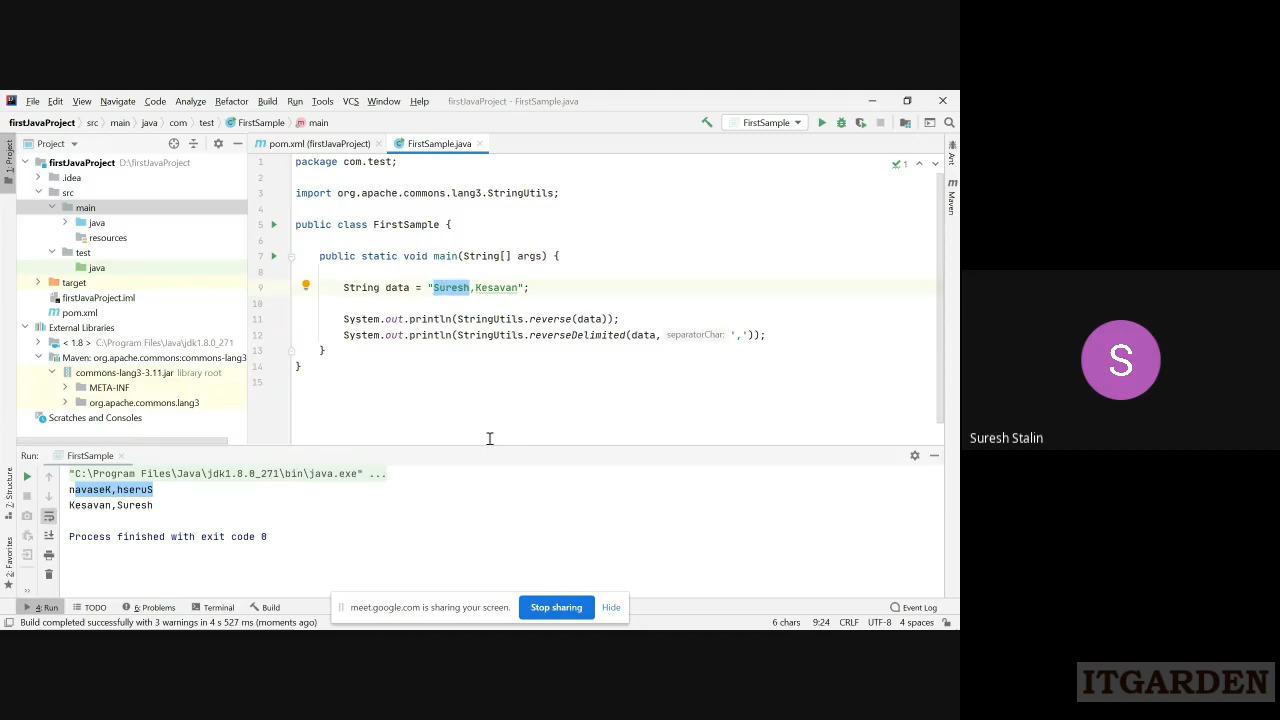 File Edit View Navigate Code Analyze Refactor Build Run Tools VCS Window Help firstJavaProject - FirstSample.java
firstJavaProject src main java com test FirstSample main FirstSample
Project
pom.xml (firstJavaProject)
FirstSample.java
1: Project
firstJavaProject D:\firstJavaProject
.idea
src
main
java
resources
test
java
target
firstJavaProject.iml
pom.xml
External Libraries
< 1.8 > C:\Program Files\Java\jdk1.8.0_271
Maven: org.apache.commons:commons-lang3
commons-lang3-3.11.jar library root
META-INF
org.apache.commons.lang3
Scratches and Consoles
1 package com.test;
2
3 import org.apache.commons.lang3.StringUtils;
4
5 public class FirstSample {
6
7 public static void main(String[] args) {
8
9 String data = "Suresh,Kesavan";
10
11 System.out.println(StringUtils.reverse(data));
12 System.out.println(StringUtils.reverseDelimited(data, separatorChar: ','));
13 }
14 }
15
1
Ant
Maven
Run: FirstSample
"C:\Program Files\Java\jdk1.8.0_271\bin\java.exe" ...
navaseK,hseruS
Kesavan,Suresh
Process finished with exit code 0
7: Structure
2: Favorites
meet.google.com is sharing your screen. Stop sharing Hide
4: Run TODO 6: Problems Terminal Build Event Log
Build completed successfully with 3 warnings in 4 s 527 ms (moments ago) 6 chars 9:24 CRLF UTF-8 4 spaces
S
Suresh Stalin
ITGARDEN